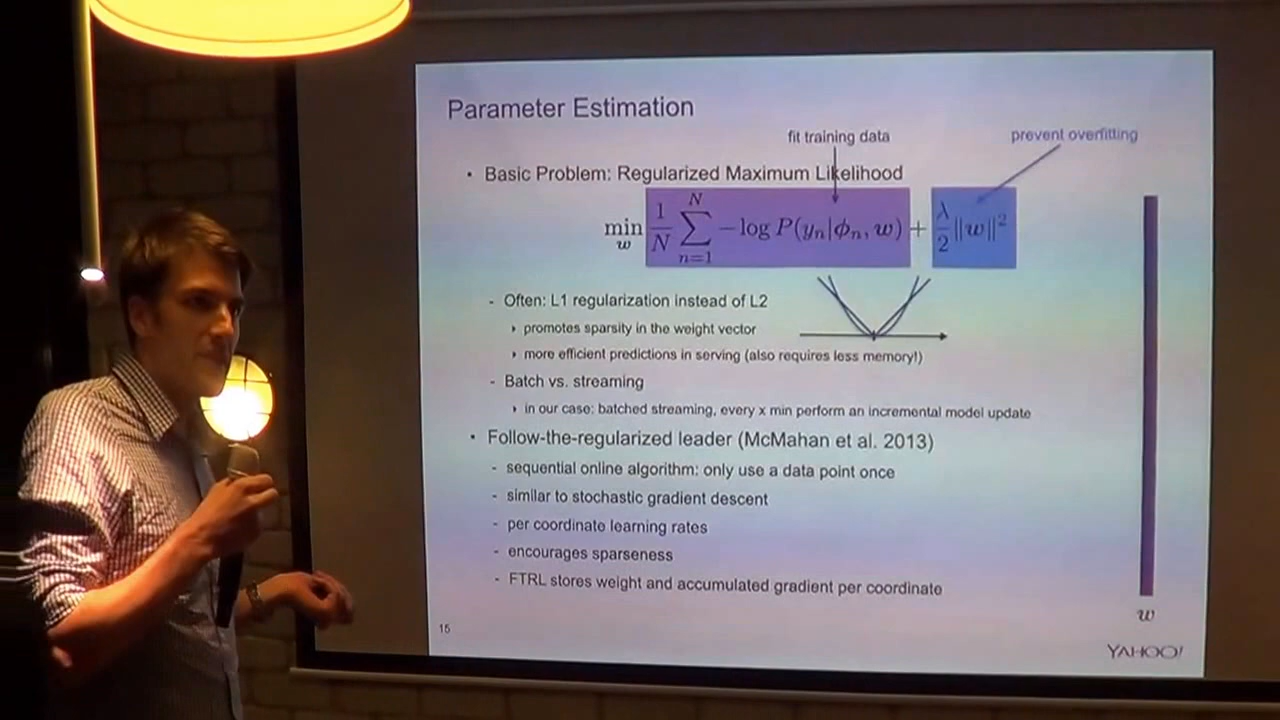 Parameter Estimation
fit training data
prevent overfitting
• Basic Problem: Regularized Maximum Likelihood
min w 1/N ∑ n=1 N −log P(yₙ|ϕₙ, w) + λ/2 ‖w‖²
- Often: L1 regularization instead of L2
‣ promotes sparsity in the weight vector
‣ more efficient predictions in serving (also requires less memory!)
- Batch vs. streaming
‣ in our case: batched streaming, every x min perform an incremental model update
• Follow-the-regularized leader (McMahan et al. 2013)
- sequential online algorithm: only use a data point once
- similar to stochastic gradient descent
- per coordinate learning rates
- encourages sparseness
- FTRL stores weight and accumulated gradient per coordinate
w
15
YAHOO!